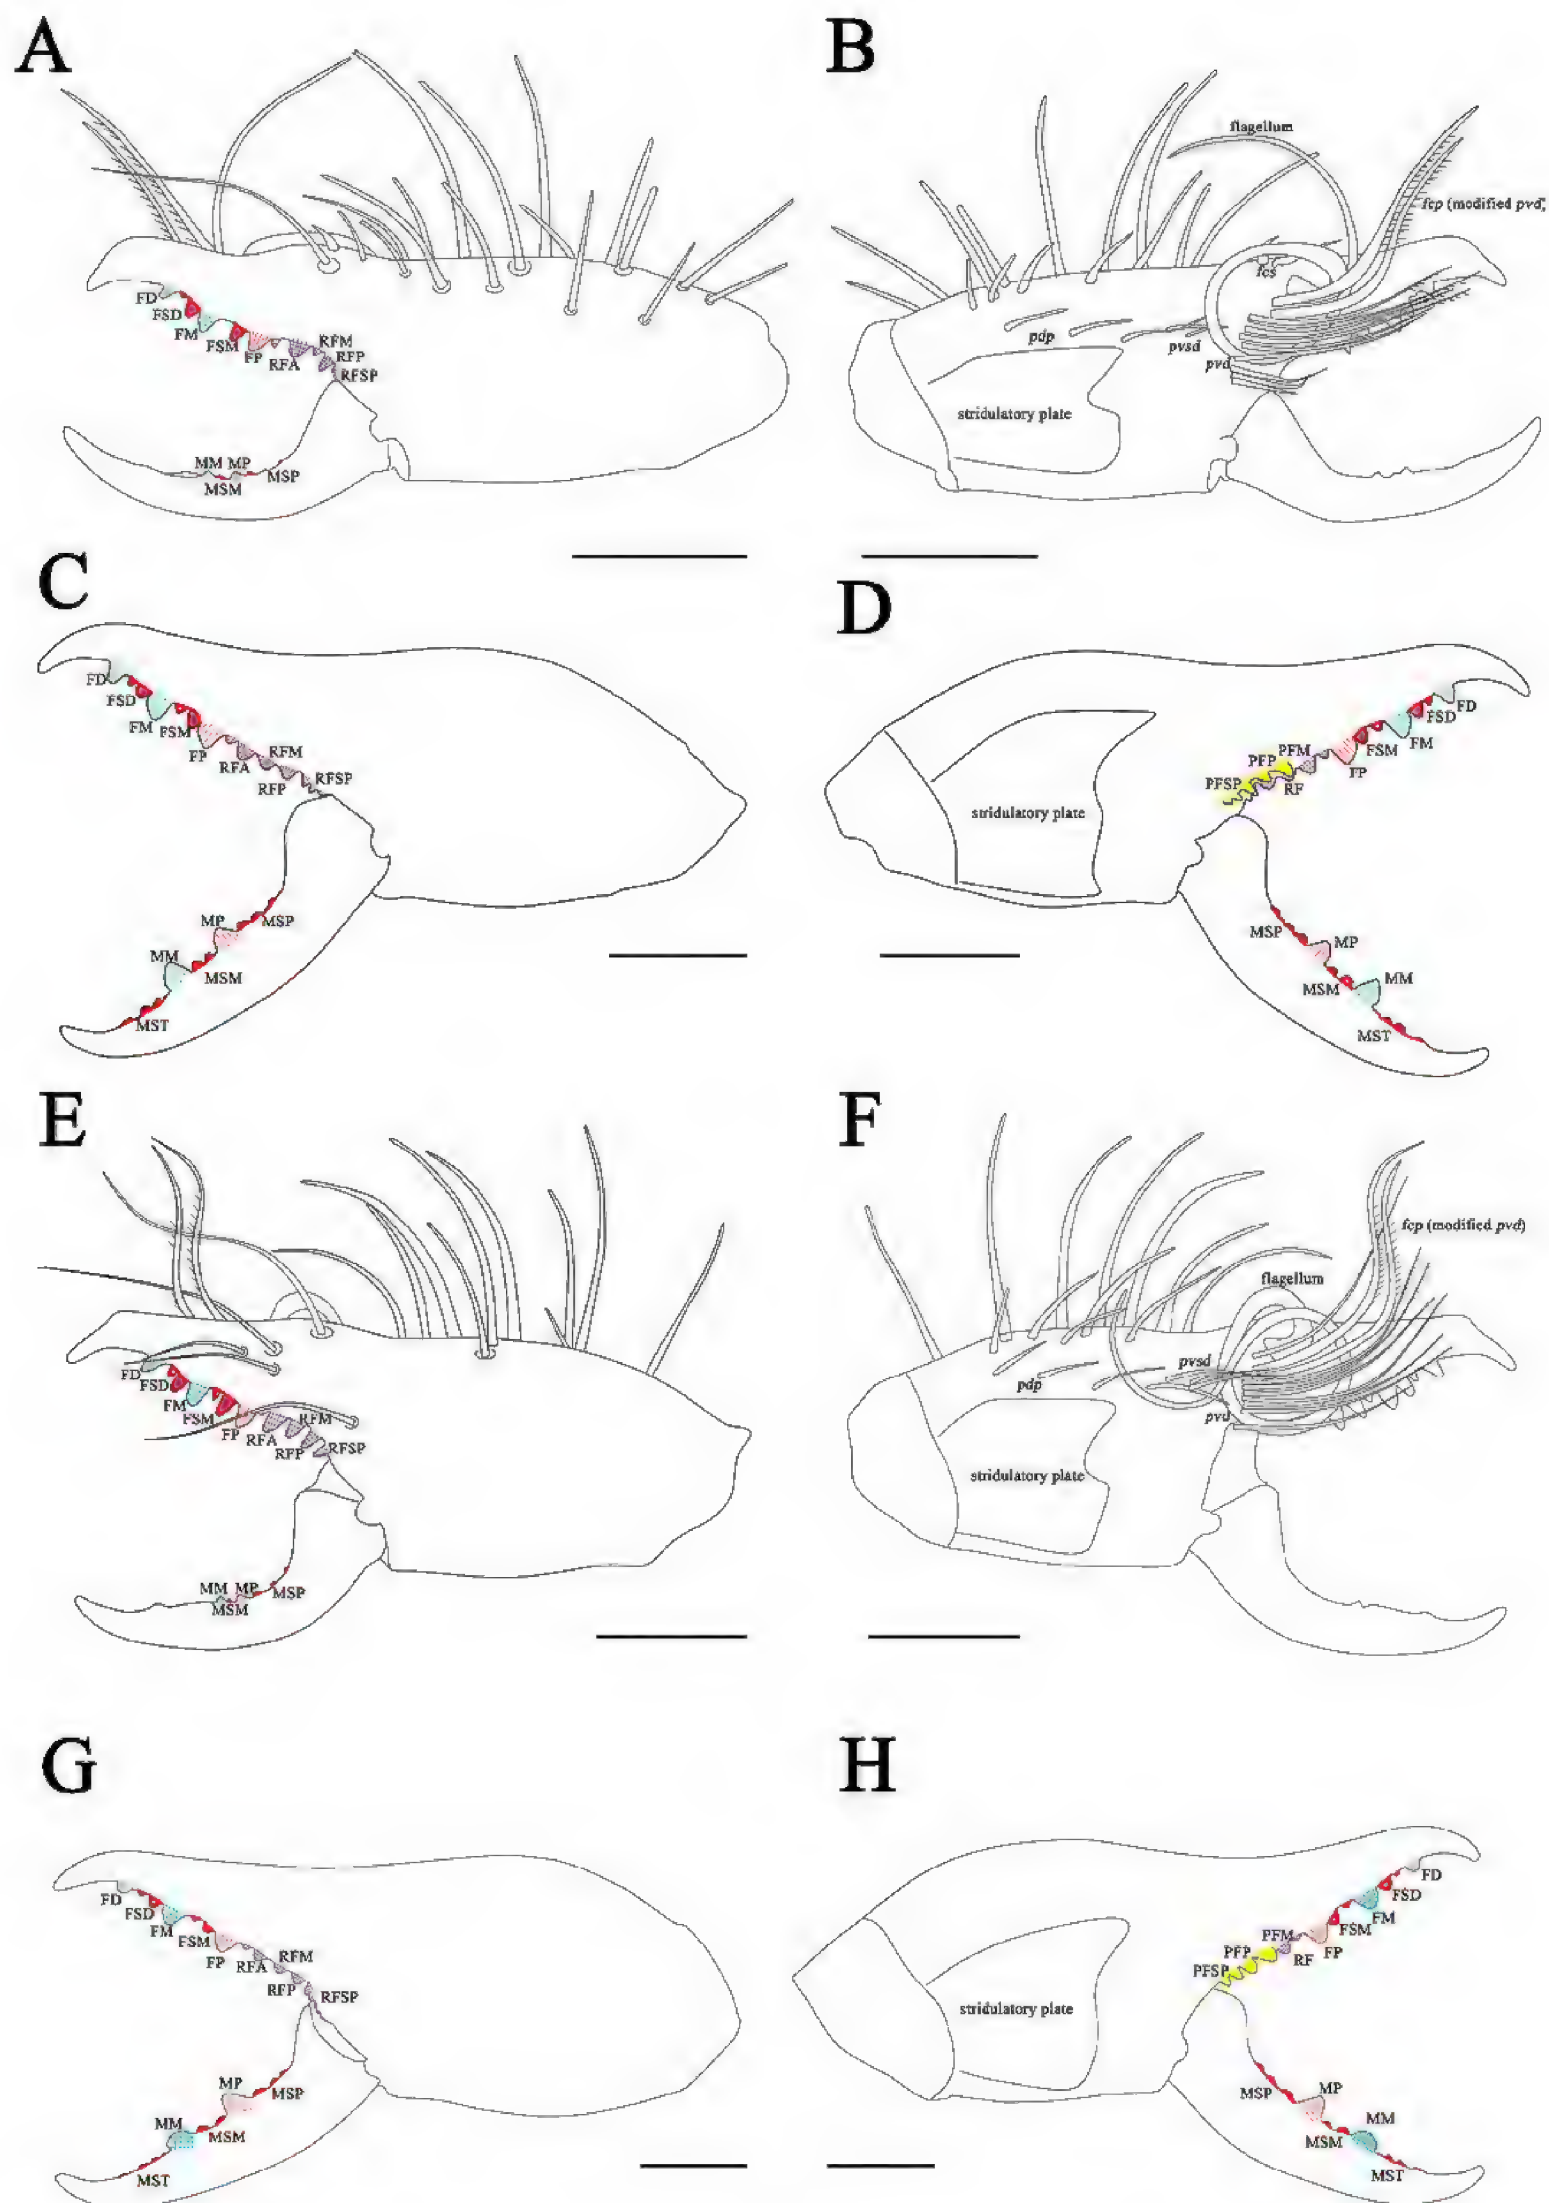 A
B
flagellum
fcp (modified pvd)
fcs
FD
FSD
FM
FSM
FP
RFA
RFM
RFP
RFSP
pdp
pvsd
pvd
stridulatory plate
MM MP
MSM
MSP
C
D
FD
FSD
FM
FSM
FP
RFA
RFM
RFP
RFSP
MP
MSP
MM
MSM
MST
stridulatory plate
PFSP
PFP
PFM
RF
FP
FSM
FM
FSD
FD
MSP
MP
MSM
MM
MST
E
F
FD
FSD
FM
FSM
FP
RFA
RFM
RFP
RFSP
MM MP
MSM
MSP
fcp (modified pvd)
flagellum
pvsd
pdp
pvd
stridulatory plate
G
H
FD
FSD
FM
FSM
FP
RFA
RFM
RFP
RFSP
MP
MSP
MM
MSM
MST
FD
FSD
FM
FSM
FP
RF
PFM
PFP
PFSP
stridulatory plate
MSP
MP
MSM
MM
MST